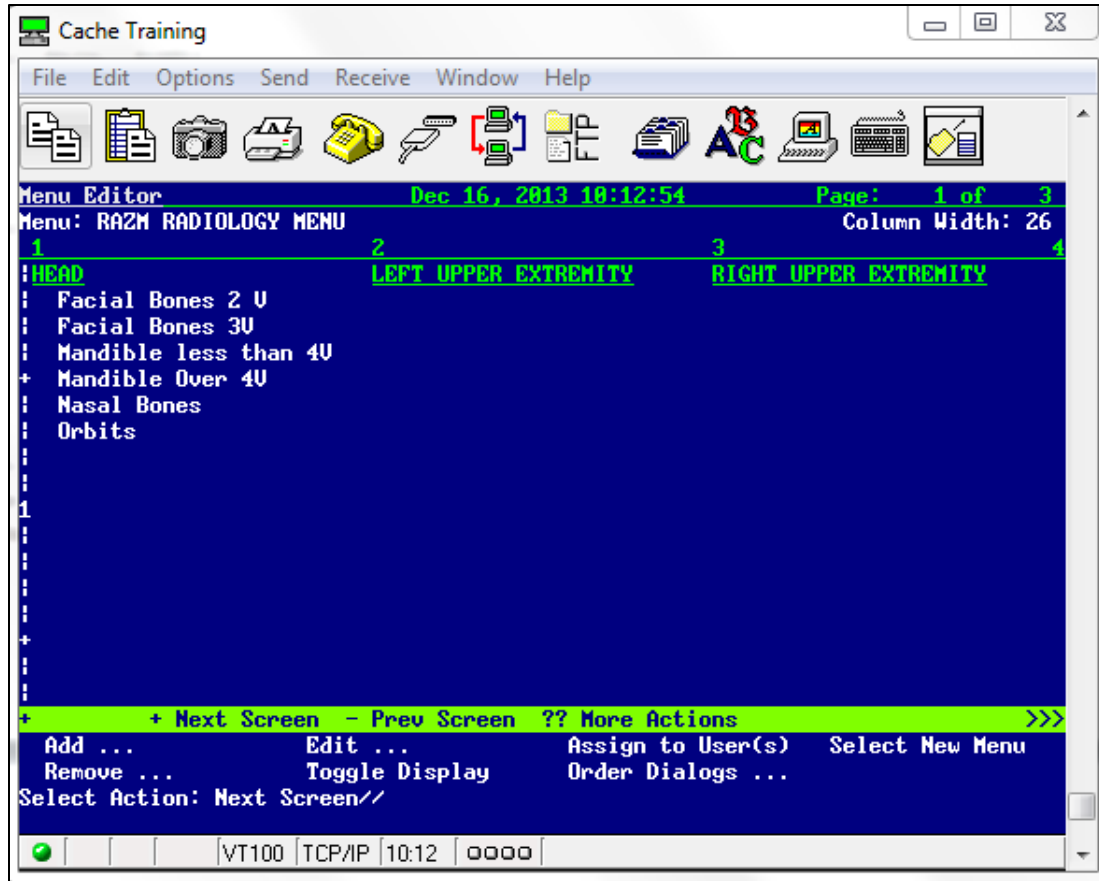 Cache Training
File Edit Options Send Receive Window Help
Menu Editor Dec 16, 2013 10:12:54 Page: 1 of 3
Menu: RAZM RADIOLOGY MENU Column Width: 26
1 2 3 4
¦HEAD LEFT UPPER EXTREMITY RIGHT UPPER EXTREMITY
¦ Facial Bones 2 V
¦ Facial Bones 3V
¦ Mandible less than 4V
+ Mandible Over 4V
¦ Nasal Bones
¦ Orbits
¦
¦
1
¦
¦
¦
¦
+
¦
¦
+ + Next Screen - Prev Screen ?? More Actions >>>
Add ... Edit ... Assign to User(s) Select New Menu
Remove ... Toggle Display Order Dialogs ...
Select Action: Next Screen//
VT100 TCP/IP 10:12